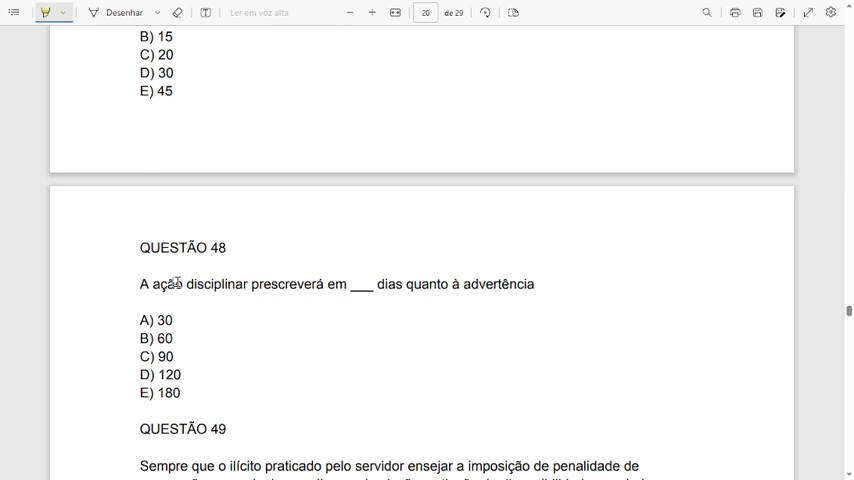 Desenhar
Ler em voz alta
20
de 29
B) 15
C) 20
D) 30
E) 45
QUESTÃO 48
A ação disciplinar prescreverá em ___ dias quanto à advertência
A) 30
B) 60
C) 90
D) 120
E) 180
QUESTÃO 49
Sempre que o ilícito praticado pelo servidor ensejar a imposição de penalidade de